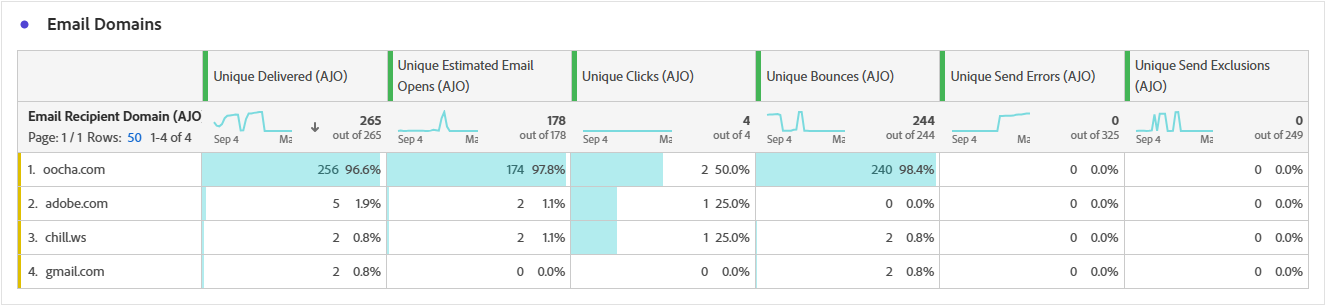 Email Domains
Unique Delivered (AJO)
Unique Estimated Email
Opens (AJO)
Unique Clicks (AJO)
Unique Bounces (AJO)
Unique Send Errors (AJO)
Unique Send Exclusions
(AJO)
Email Recipient Domain (AJO
Page: 1 / 1 Rows: 50 1-4 of 4
Sep 4 Ma
265
out of 265
Sep 4 Ma
178
out of 178
Sep 4 Ma
4
out of 4
Sep 4 Ma
244
out of 244
Sep 4 Ma
0
out of 325
Sep 4 Ma
0
out of 249
1. oocha.com 256 96.6% 174 97.8% 2 50.0% 240 98.4% 0 0.0% 0 0.0%
2. adobe.com 5 1.9% 2 1.1% 1 25.0% 0 0.0% 0 0.0% 0 0.0%
3. chill.ws 2 0.8% 2 1.1% 1 25.0% 2 0.8% 0 0.0% 0 0.0%
4. gmail.com 2 0.8% 0 0.0% 0 0.0% 2 0.8% 0 0.0% 0 0.0%